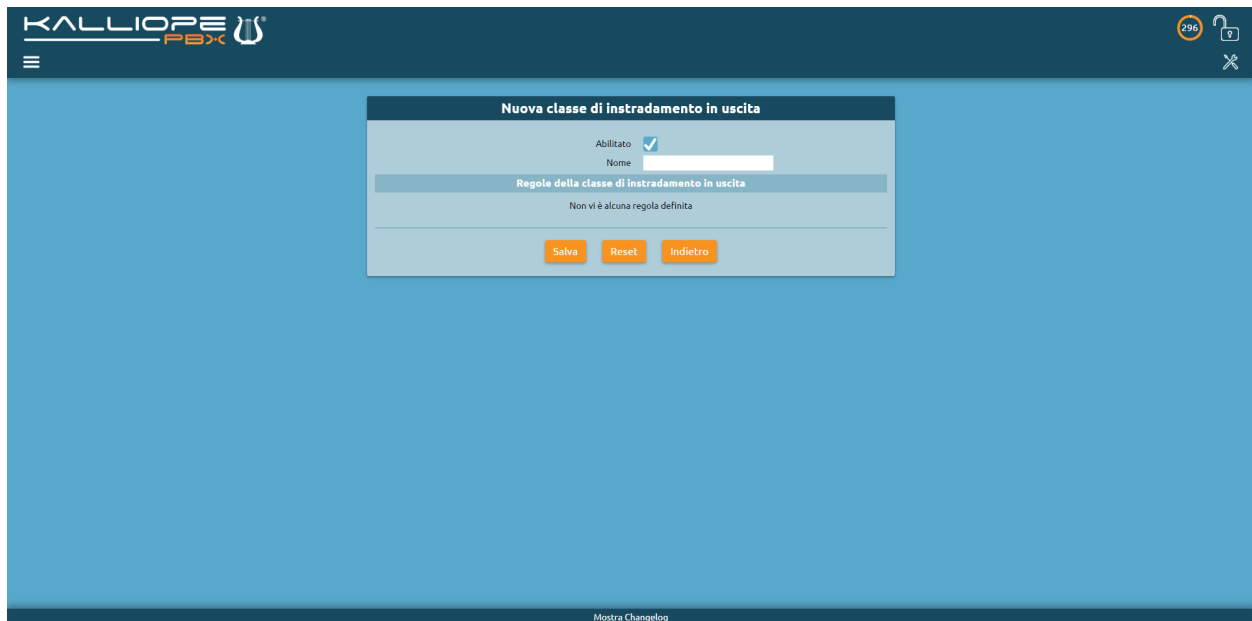 KALLIOPE
PBX
296
Nuova classe di instradamento in uscita
Abilitato
Nome
Regole della classe di instradamento in uscita
Non vi è alcuna regola definita
Salva Reset Indietro
Mostra Changelog